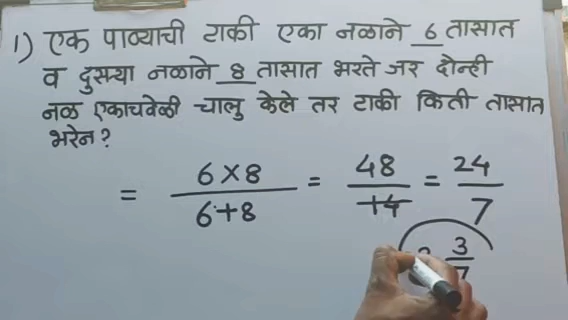 1) एक पाण्याची टाकी एका नळाने 6 तासात
व दुसऱ्या नळाने 8 तासात भरते जर दोन्ही
नळ एकाचवेळी चालु केले तर टाकी किती तासात
भरेन?
= 6×8 / 6+8 = 48 / 14 = 24 / 7
3 / 7